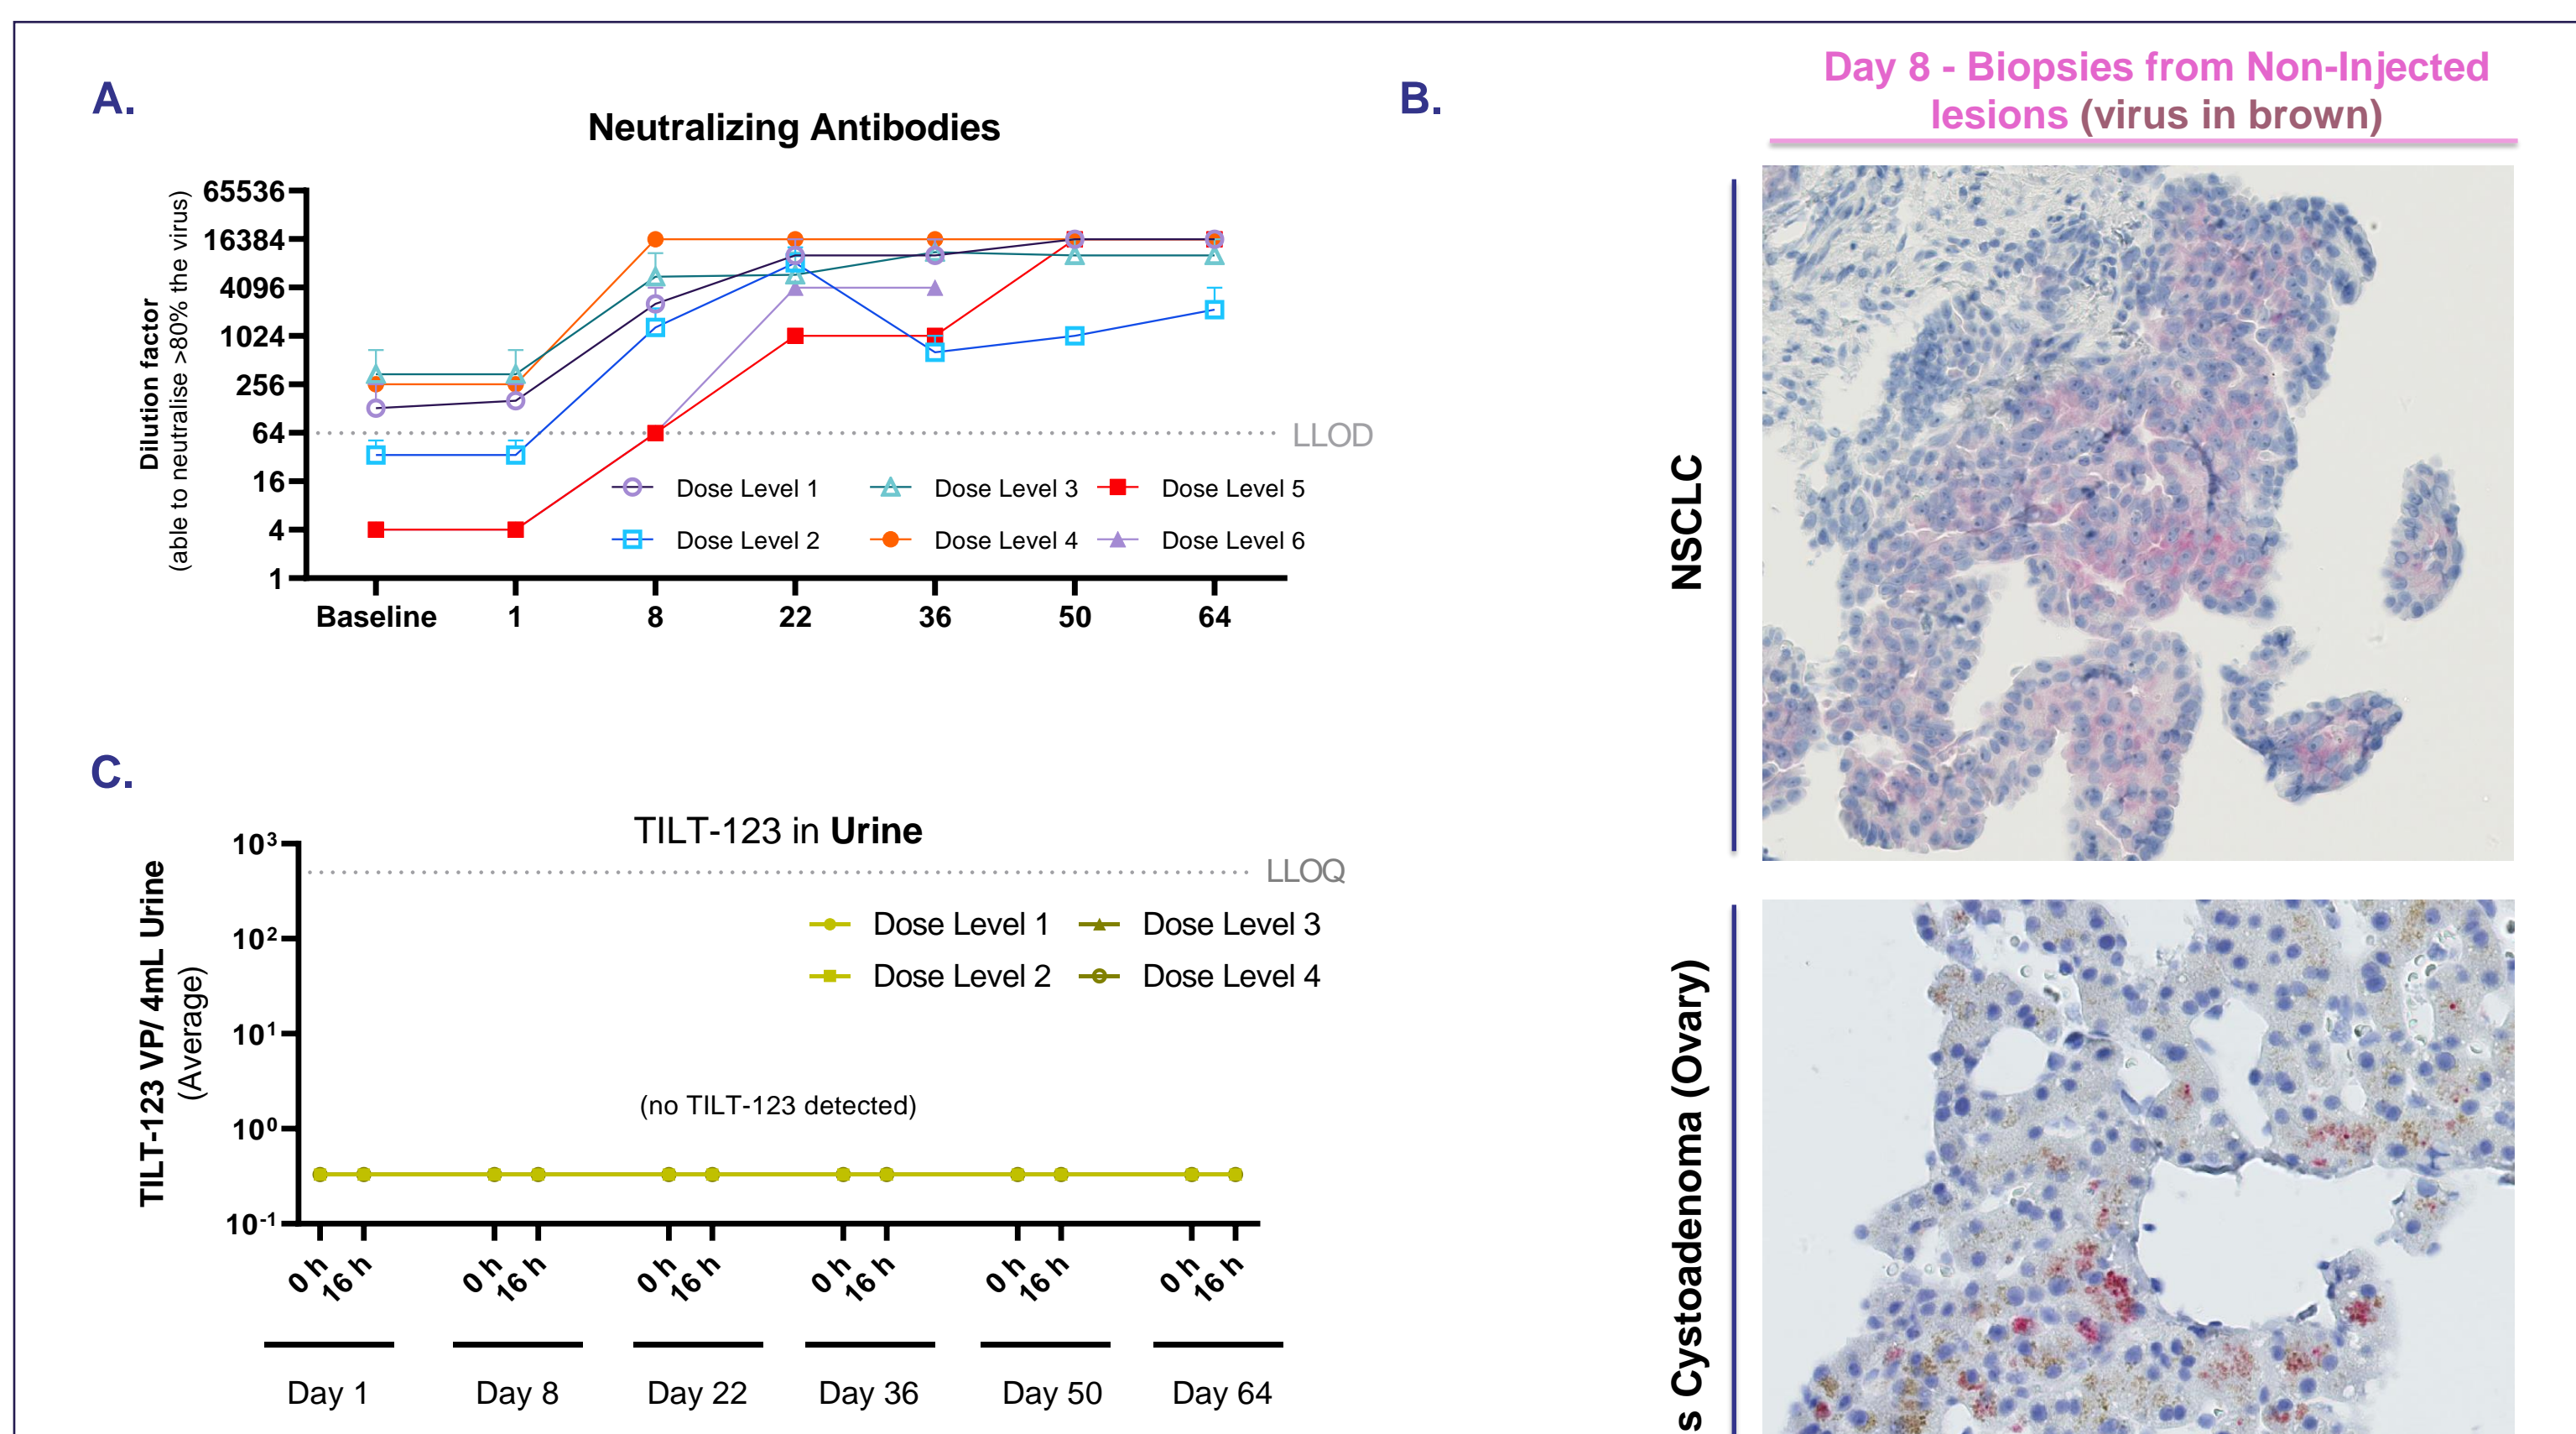 A.
Neutralizing Antibodies
Dilution factor
(able to neutralise >80% the virus)
65536
16384
4096
1024
256
64
16
4
1
LLOD
Dose Level 1
Dose Level 3
Dose Level 5
Dose Level 2
Dose Level 4
Dose Level 6
Baseline 1 8 22 36 50 64
B.
Day 8 - Biopsies from Non-Injected
lesions (virus in brown)
NSCLC
s Cystoadenoma (Ovary)
C.
TILT-123 in Urine
TILT-123 VP/ 4mL Urine
(Average)
10³
10²
10¹
10⁰
10⁻¹
LLOQ
Dose Level 1
Dose Level 3
Dose Level 2
Dose Level 4
(no TILT-123 detected)
0 h 16 h 0 h 16 h 0 h 16 h 0 h 16 h 0 h 16 h 0 h 16 h
Day 1 Day 8 Day 22 Day 36 Day 50 Day 64